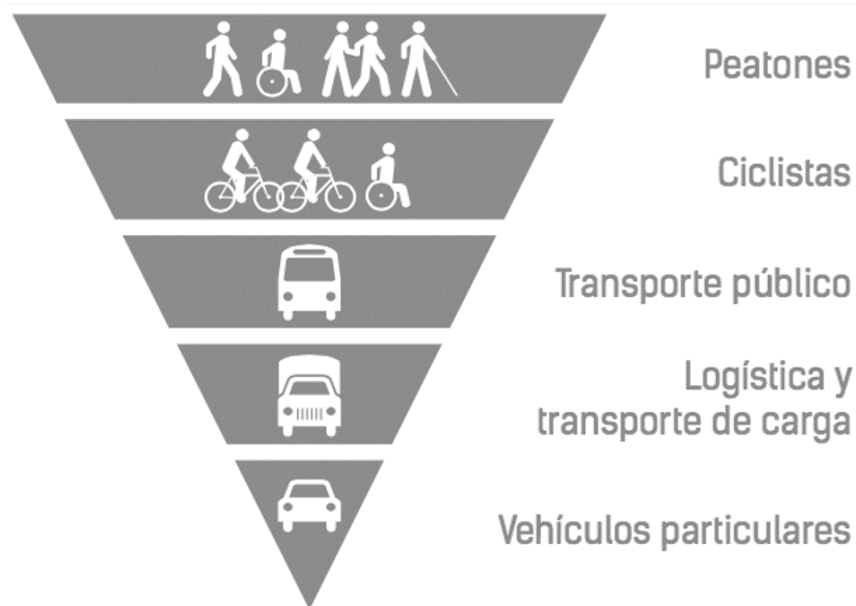 Peatones
Ciclistas
Transporte público
Logística y
transporte de carga
Vehículos particulares